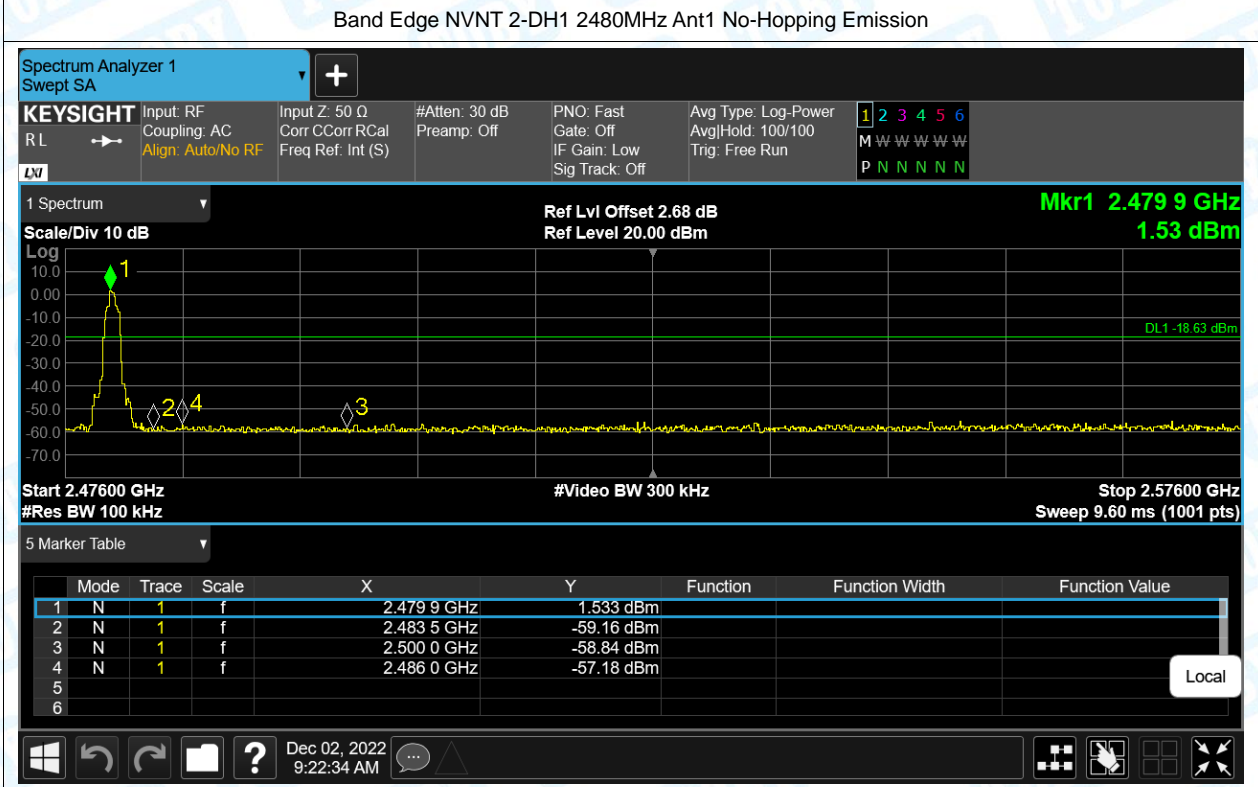 Band Edge NVNT 2-DH1 2480MHz Ant1 No-Hopping Emission
Spectrum Analyzer 1
Swept SA
KEYSIGHT
RL
LXI
Input: RF
Coupling: AC
Align: Auto/No RF
Input Z: 50 Ω
Corr CCorr RCal
Freq Ref: Int (S)
#Atten: 30 dB
Preamp: Off
PNO: Fast
Gate: Off
IF Gain: Low
Sig Track: Off
Avg Type: Log-Power
Avg|Hold: 100/100
Trig: Free Run
1 2 3 4 5 6
M W W W W W
P N N N N N
1 Spectrum
Scale/Div 10 dB
Ref Lvl Offset 2.68 dB
Ref Level 20.00 dBm
Mkr1 2.479 9 GHz
1.53 dBm
Log
10.0
0.00
-10.0
-20.0
-30.0
-40.0
-50.0
-60.0
-70.0
1
2
4
3
DL1 -18.63 dBm
Start 2.47600 GHz
#Video BW 300 kHz
Stop 2.57600 GHz
#Res BW 100 kHz
Sweep 9.60 ms (1001 pts)
5 Marker Table
Mode Trace Scale X Y Function Function Width Function Value
1 N 1 f 2.479 9 GHz 1.533 dBm
2 N 1 f 2.483 5 GHz -59.16 dBm
3 N 1 f 2.500 0 GHz -58.84 dBm
4 N 1 f 2.486 0 GHz -57.18 dBm
5
6
Local
?
Dec 02, 2022
9:22:34 AM